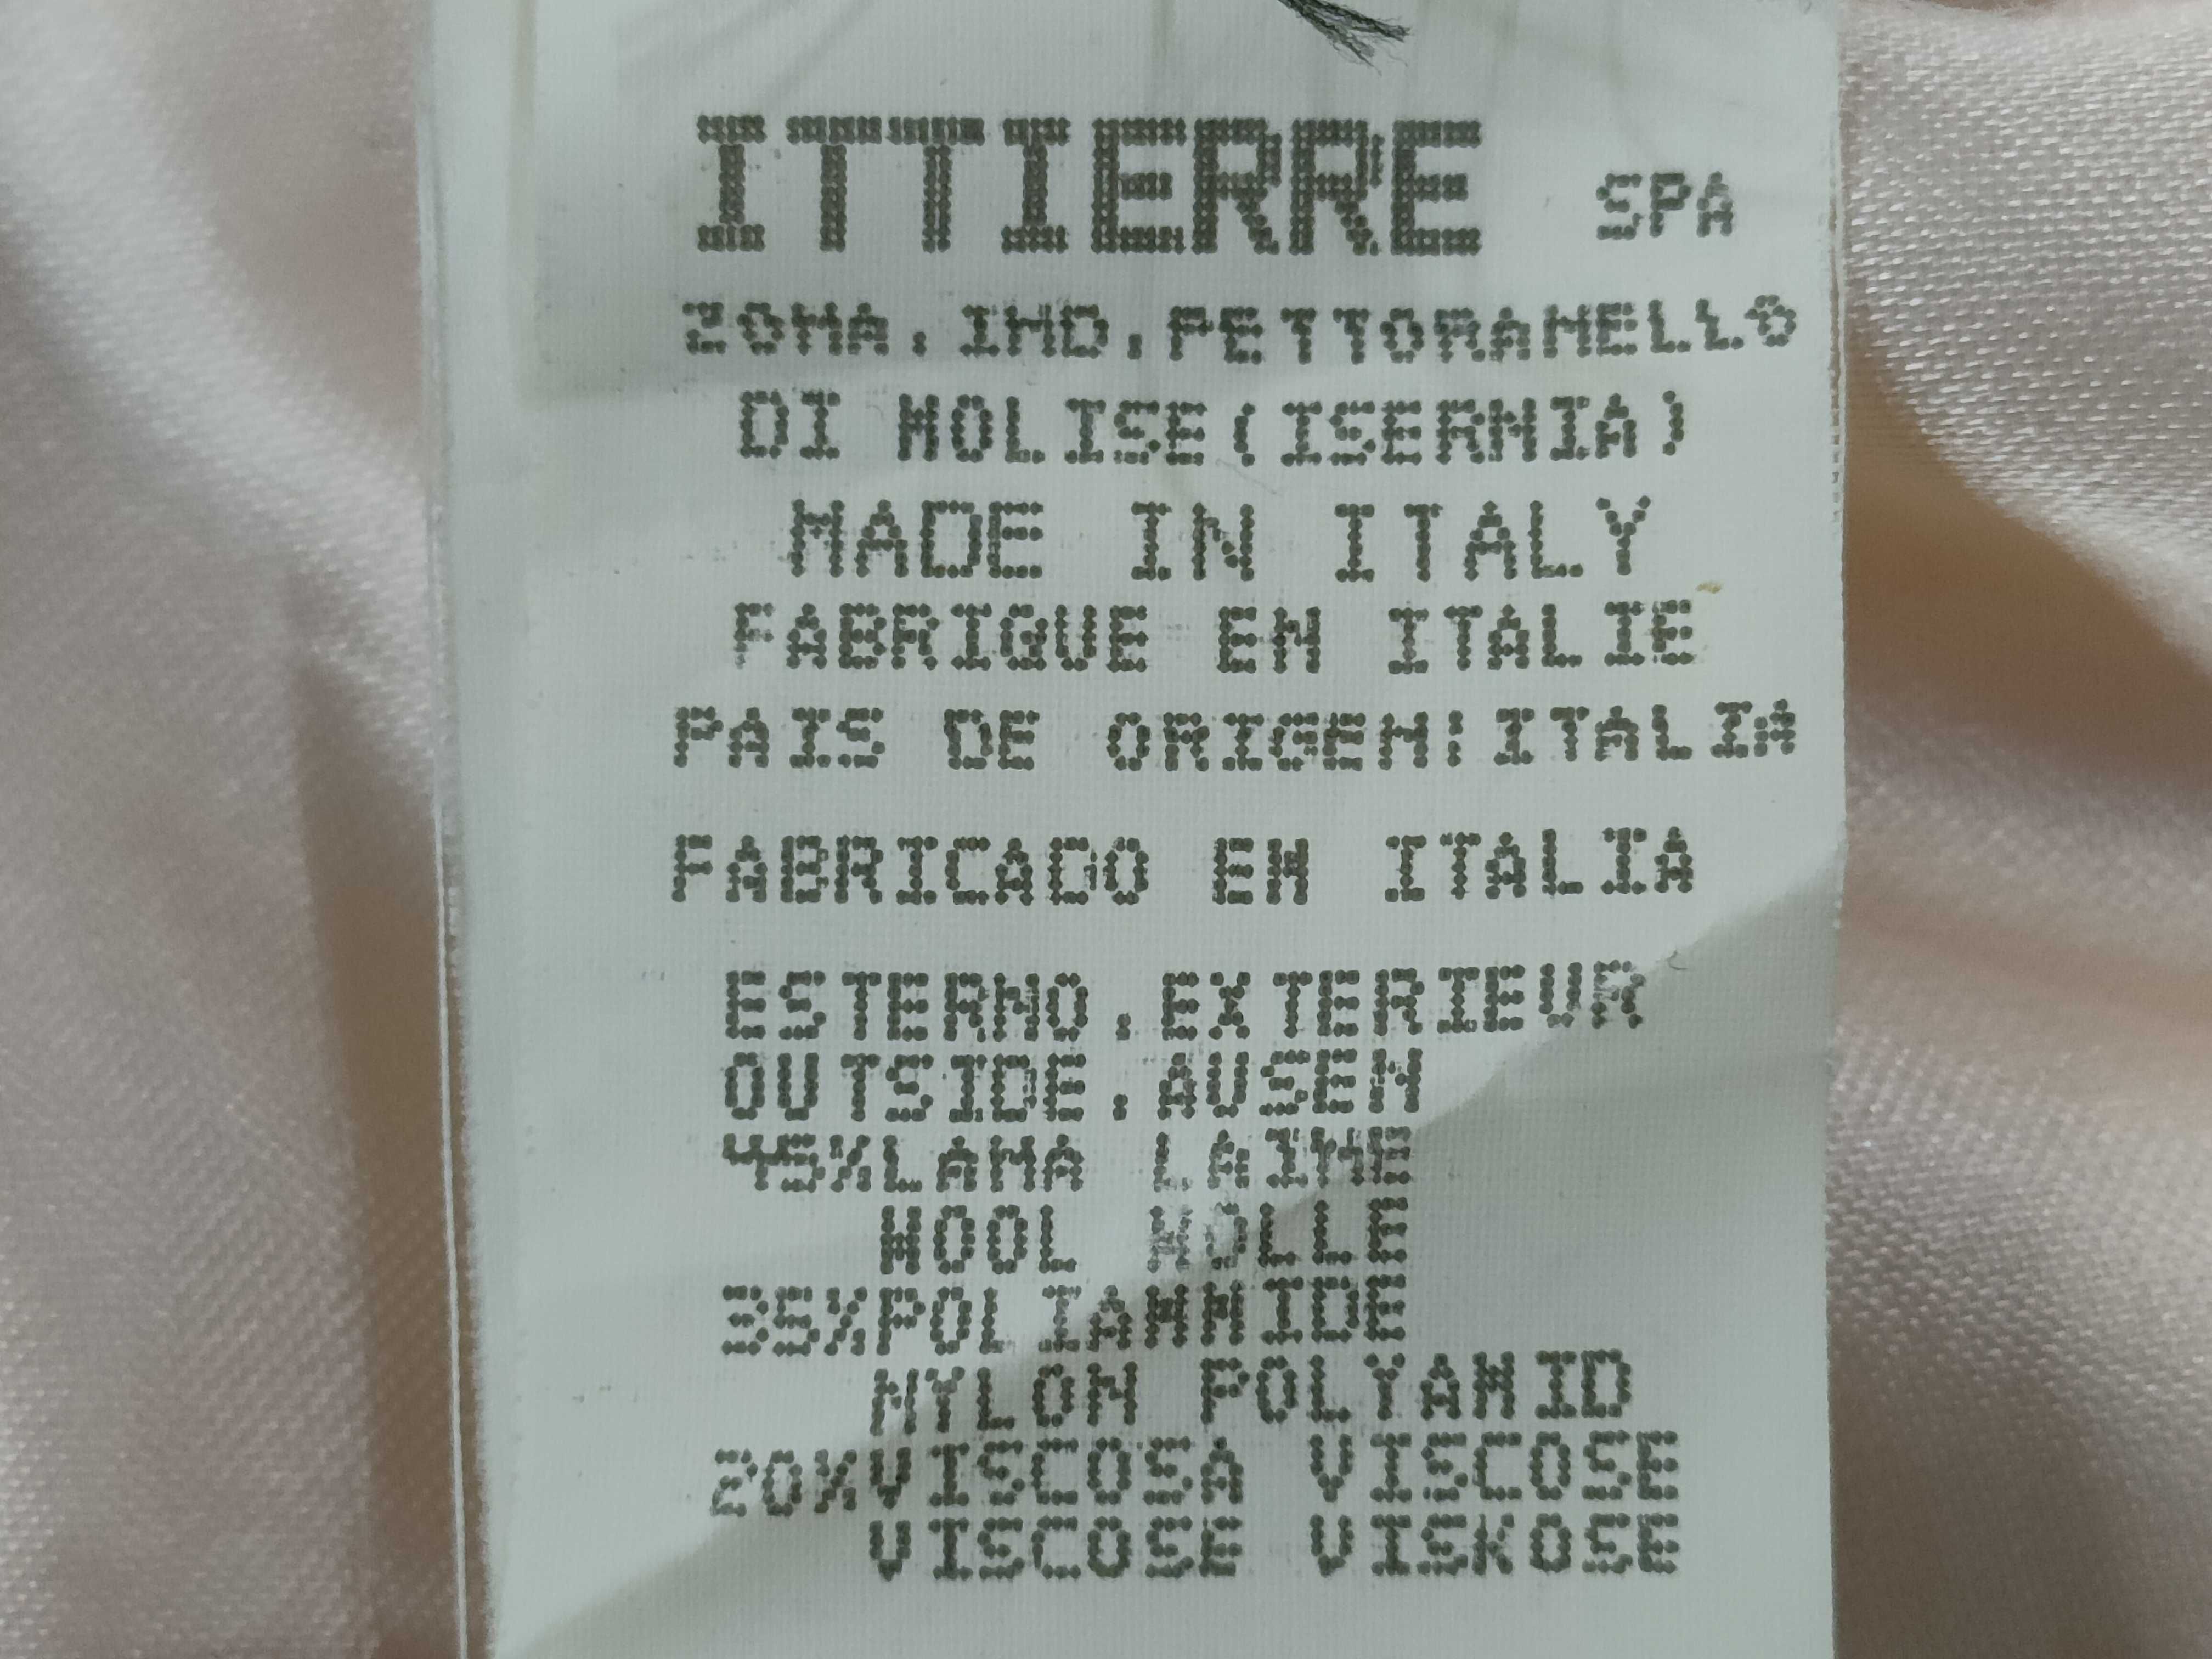 ITTIERRE SPA
ZONA.IND.PETTORANELLO
DI MOLISE(ISERNIA)
MADE IN ITALY
FABRIQUE EN ITALIE
PAIS DE ORIGEN:ITALIA
FABRICADO EN ITALIA
ESTERNO.EXTERIEUR
OUTSIDE.AUSEN
45%LANA LAINE
WOOL WOLLE
35%POLIAMMIDE
NYLON POLYAMID
20%VISCOSA VISCOSE
VISCOSE VISKOSE